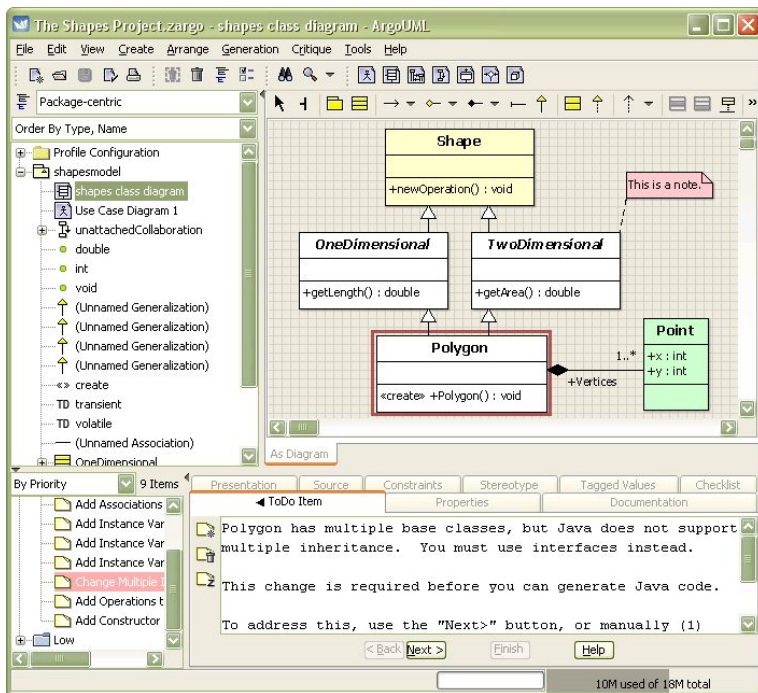 The Shapes Project.zargo - shapes class diagram - ArgoUML
File Edit View Create Arrange Generation Critique Tools Help
Package-centric
Order By Type, Name
Profile Configuration
shapesmodel
shapes class diagram
Use Case Diagram 1
unattachedCollaboration
double
int
void
(Unnamed Generalization)
(Unnamed Generalization)
(Unnamed Generalization)
(Unnamed Generalization)
«» create
TD transient
TD volatile
(Unnamed Association)
OneDimensional
Shape
+newOperation() : void
This is a note.
OneDimensional
+getLength() : double
TwoDimensional
+getArea() : double
Polygon
«create» +Polygon() : void
1..*
+Vertices
Point
+x : int
+y : int
As Diagram
By Priority 9 Items
Add Associations
Add Instance Var
Add Instance Var
Add Instance Var
Change Multiple I
Add Operations t
Add Constructor
Low
Presentation Source Constraints Stereotype Tagged Values Checklist
◀ ToDo Item Properties Documentation
Polygon has multiple base classes, but Java does not support
multiple inheritance. You must use interfaces instead.
This change is required before you can generate Java code.
To address this, use the "Next>" button, or manually (1)
< Back Next > Finish Help
10M used of 18M total